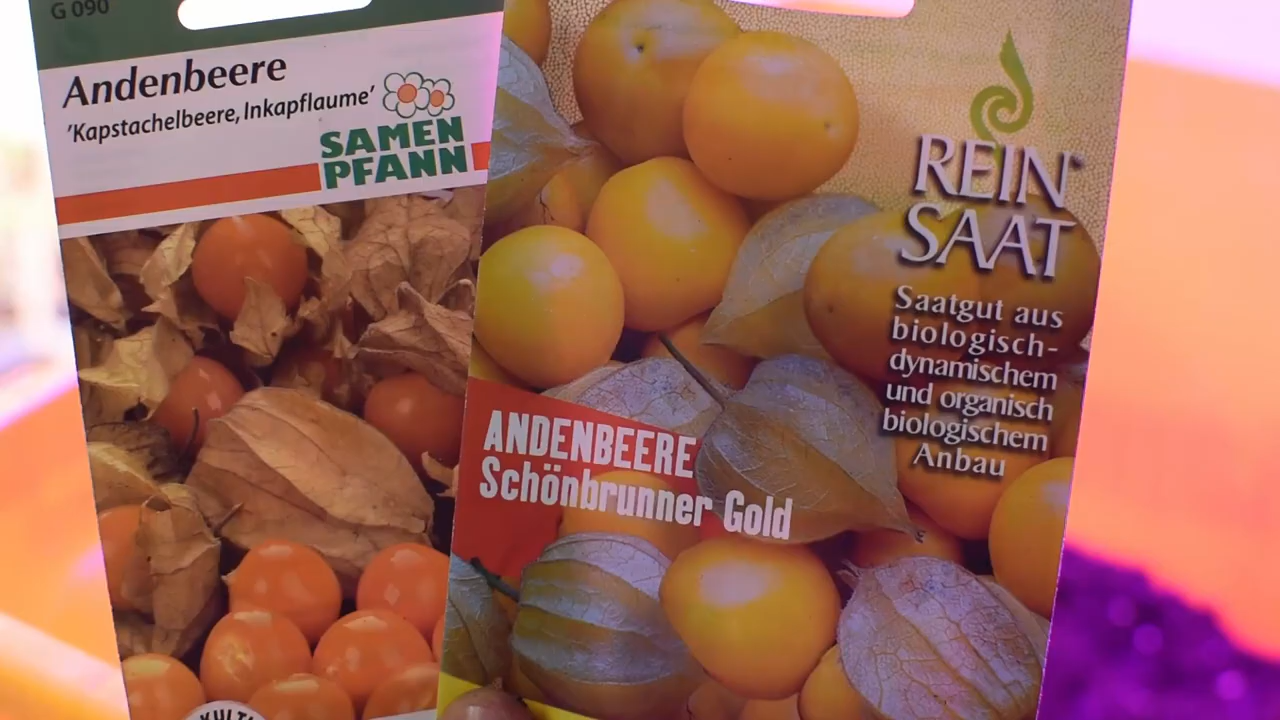 G 090
Andenbeere
'Kapstachelbeere, Inkapflaume'
SAMEN
PFANN
REIN
SAAT
Saatgut aus
biologisch-
dynamischem
und organisch
biologischem
Anbau
ANDENBEERE
Schönbrunner Gold